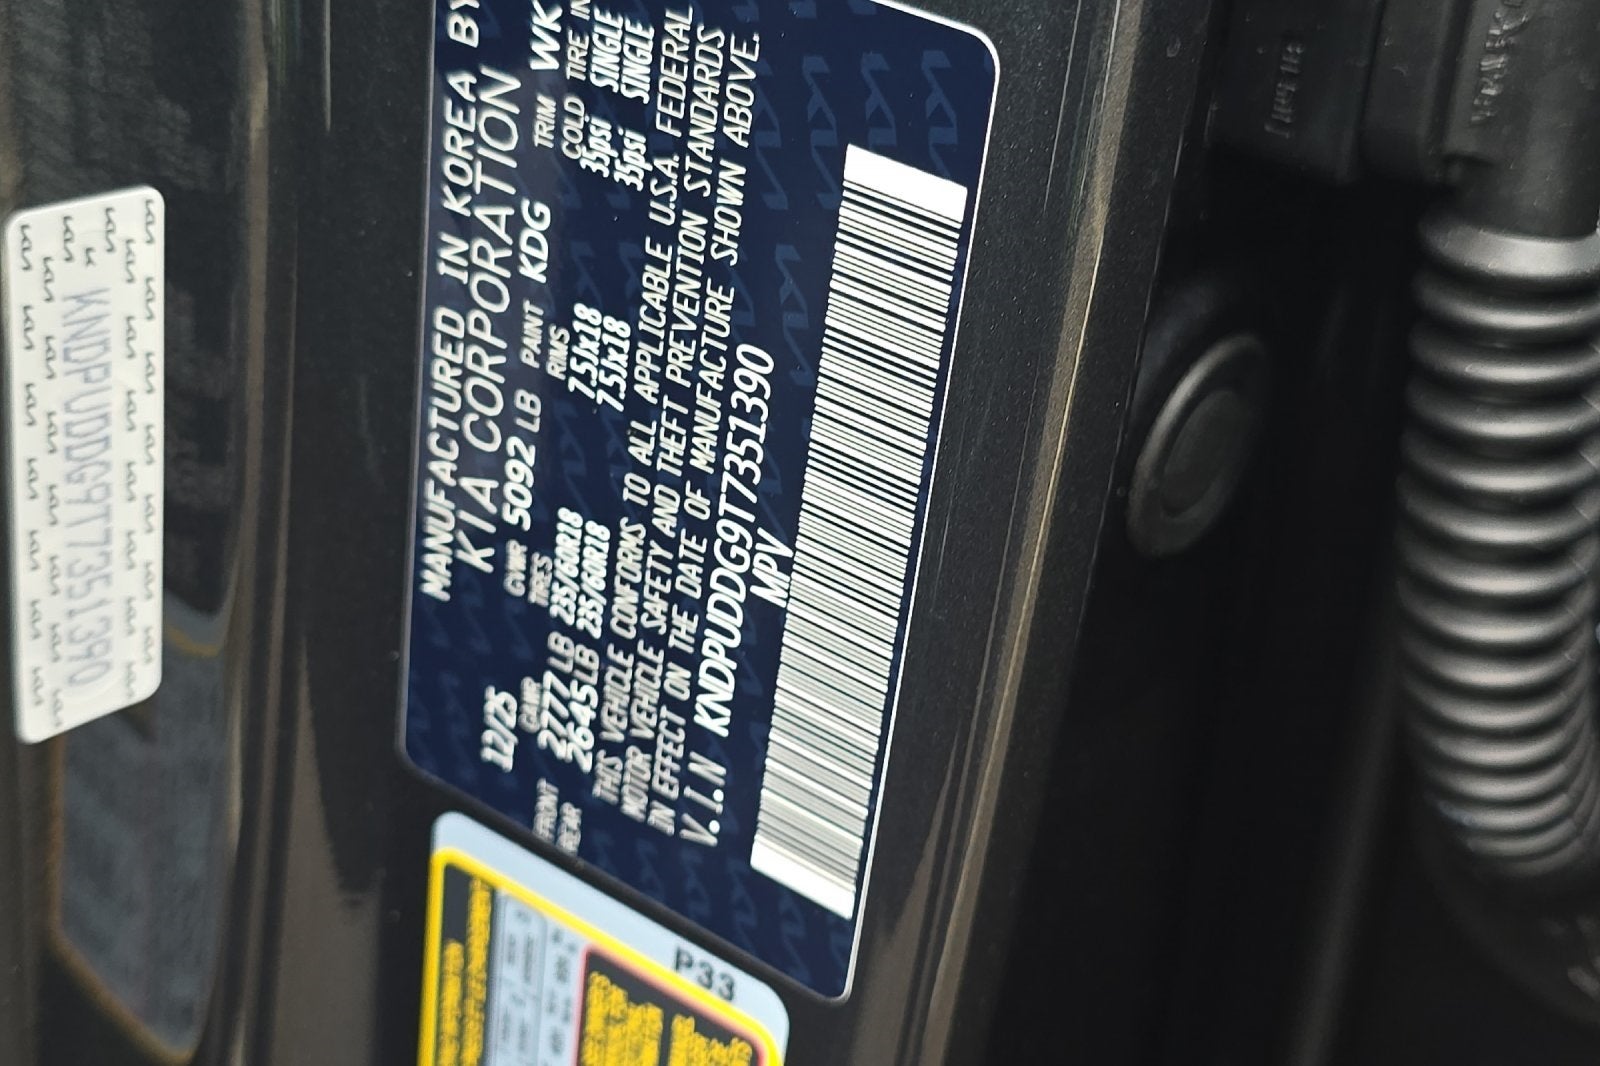 KNDPUDDG9T7351390
MANUFACTURED IN KOREA BY
KIA CORPORATION
12/25 GVWR 5092 LB PAINT KDG TRIM WK
GAWR TIRES RIMS COLD TIRE IN
FRONT 2777 LB 235/60R18 7.5Jx18 35psi SINGLE
REAR 2645 LB 235/60R18 7.5Jx18 35psi SINGLE
THIS VEHICLE CONFORMS TO ALL APPLICABLE U.S.A. FEDERAL
MOTOR VEHICLE SAFETY AND THEFT PREVENTION STANDARDS
IN EFFECT ON THE DATE OF MANUFACTURE SHOWN ABOVE.
V.I.N KNDPUDDG9T7351390
MPV
P33